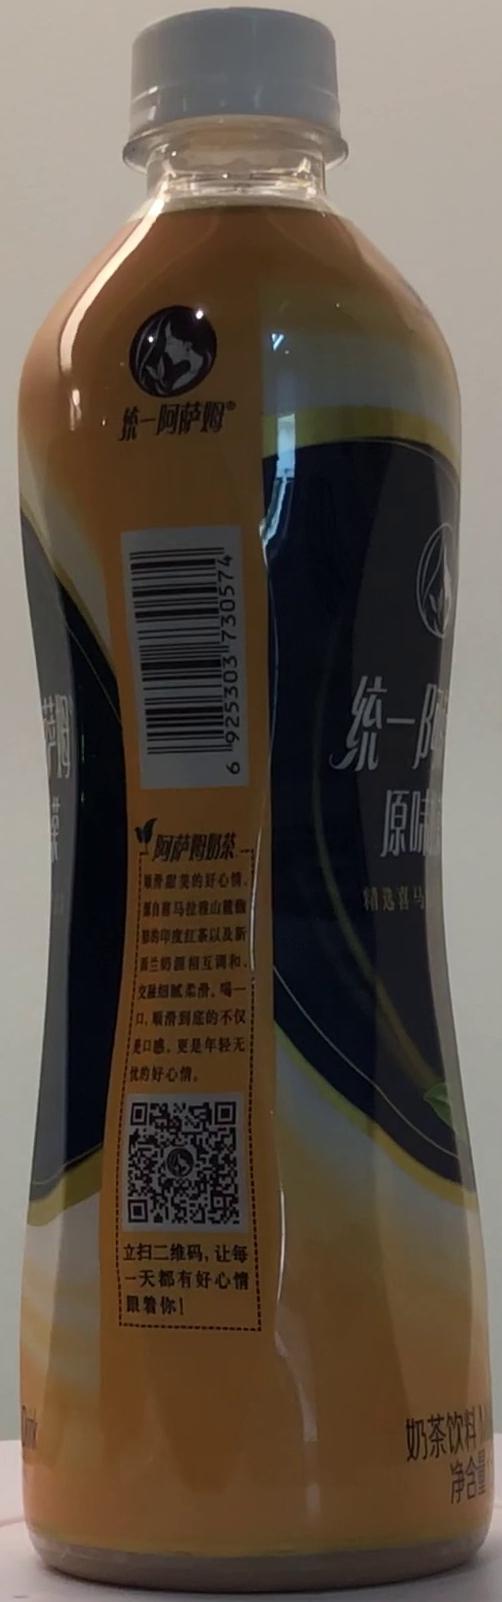 统一阿萨姆®
6 925303 730574
萨姆
统一阿
原味
精选喜马
阿萨姆奶茶
顺滑甜美的好心情,
源自喜马拉雅山麓
的印度红茶以及新
西兰奶源相互调和,
交融细腻柔滑。喝一
口,顺滑到底的不仅
是口感,更是年轻无
忧的好心情。
立扫二维码,让每
一天都有好心情
跟着你!
Drink
奶茶饮料
净含量